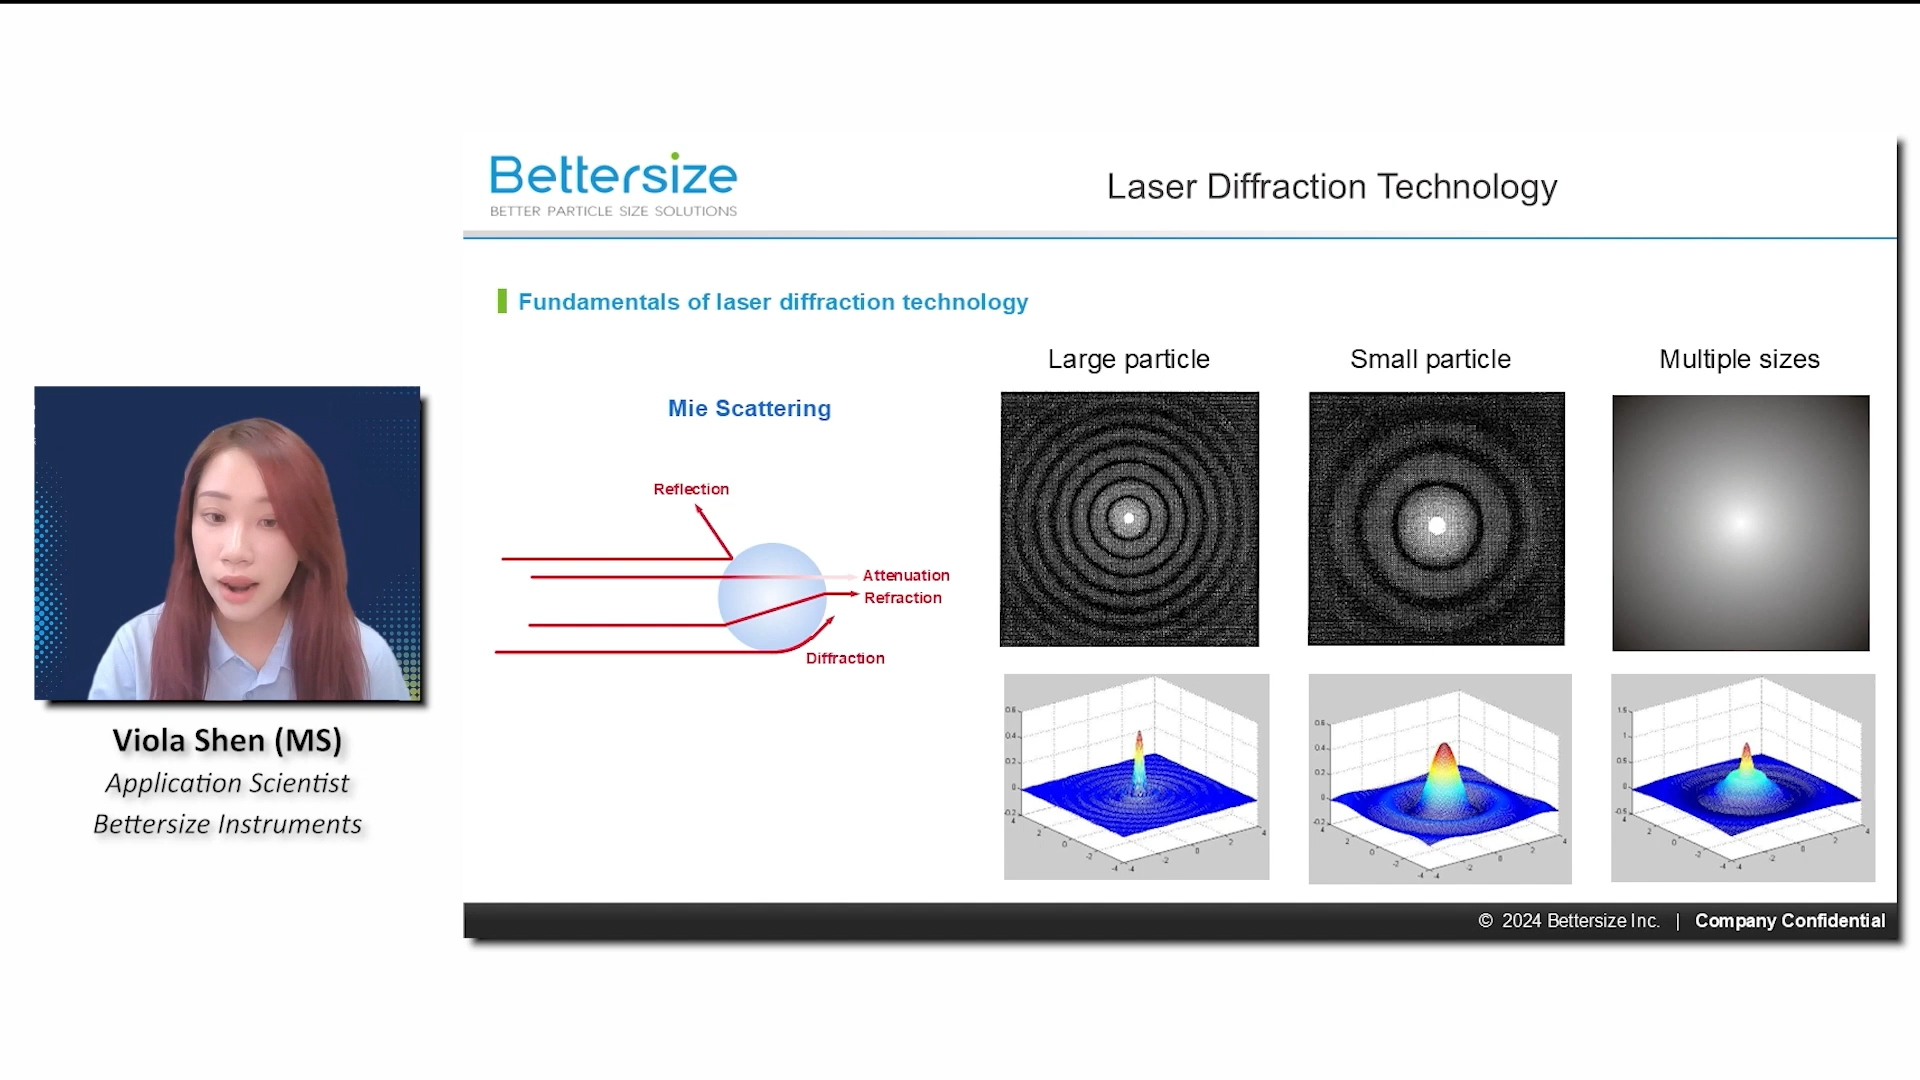 Bettersize
BETTER PARTICLE SIZE SOLUTIONS
Laser Diffraction Technology
Fundamentals of laser diffraction technology
Large particle
Small particle
Multiple sizes
Mie Scattering
Reflection
Attenuation
Refraction
Diffraction
Viola Shen (MS)
Application Scientist
Bettersize Instruments
© 2024 Bettersize Inc. | Company Confidential